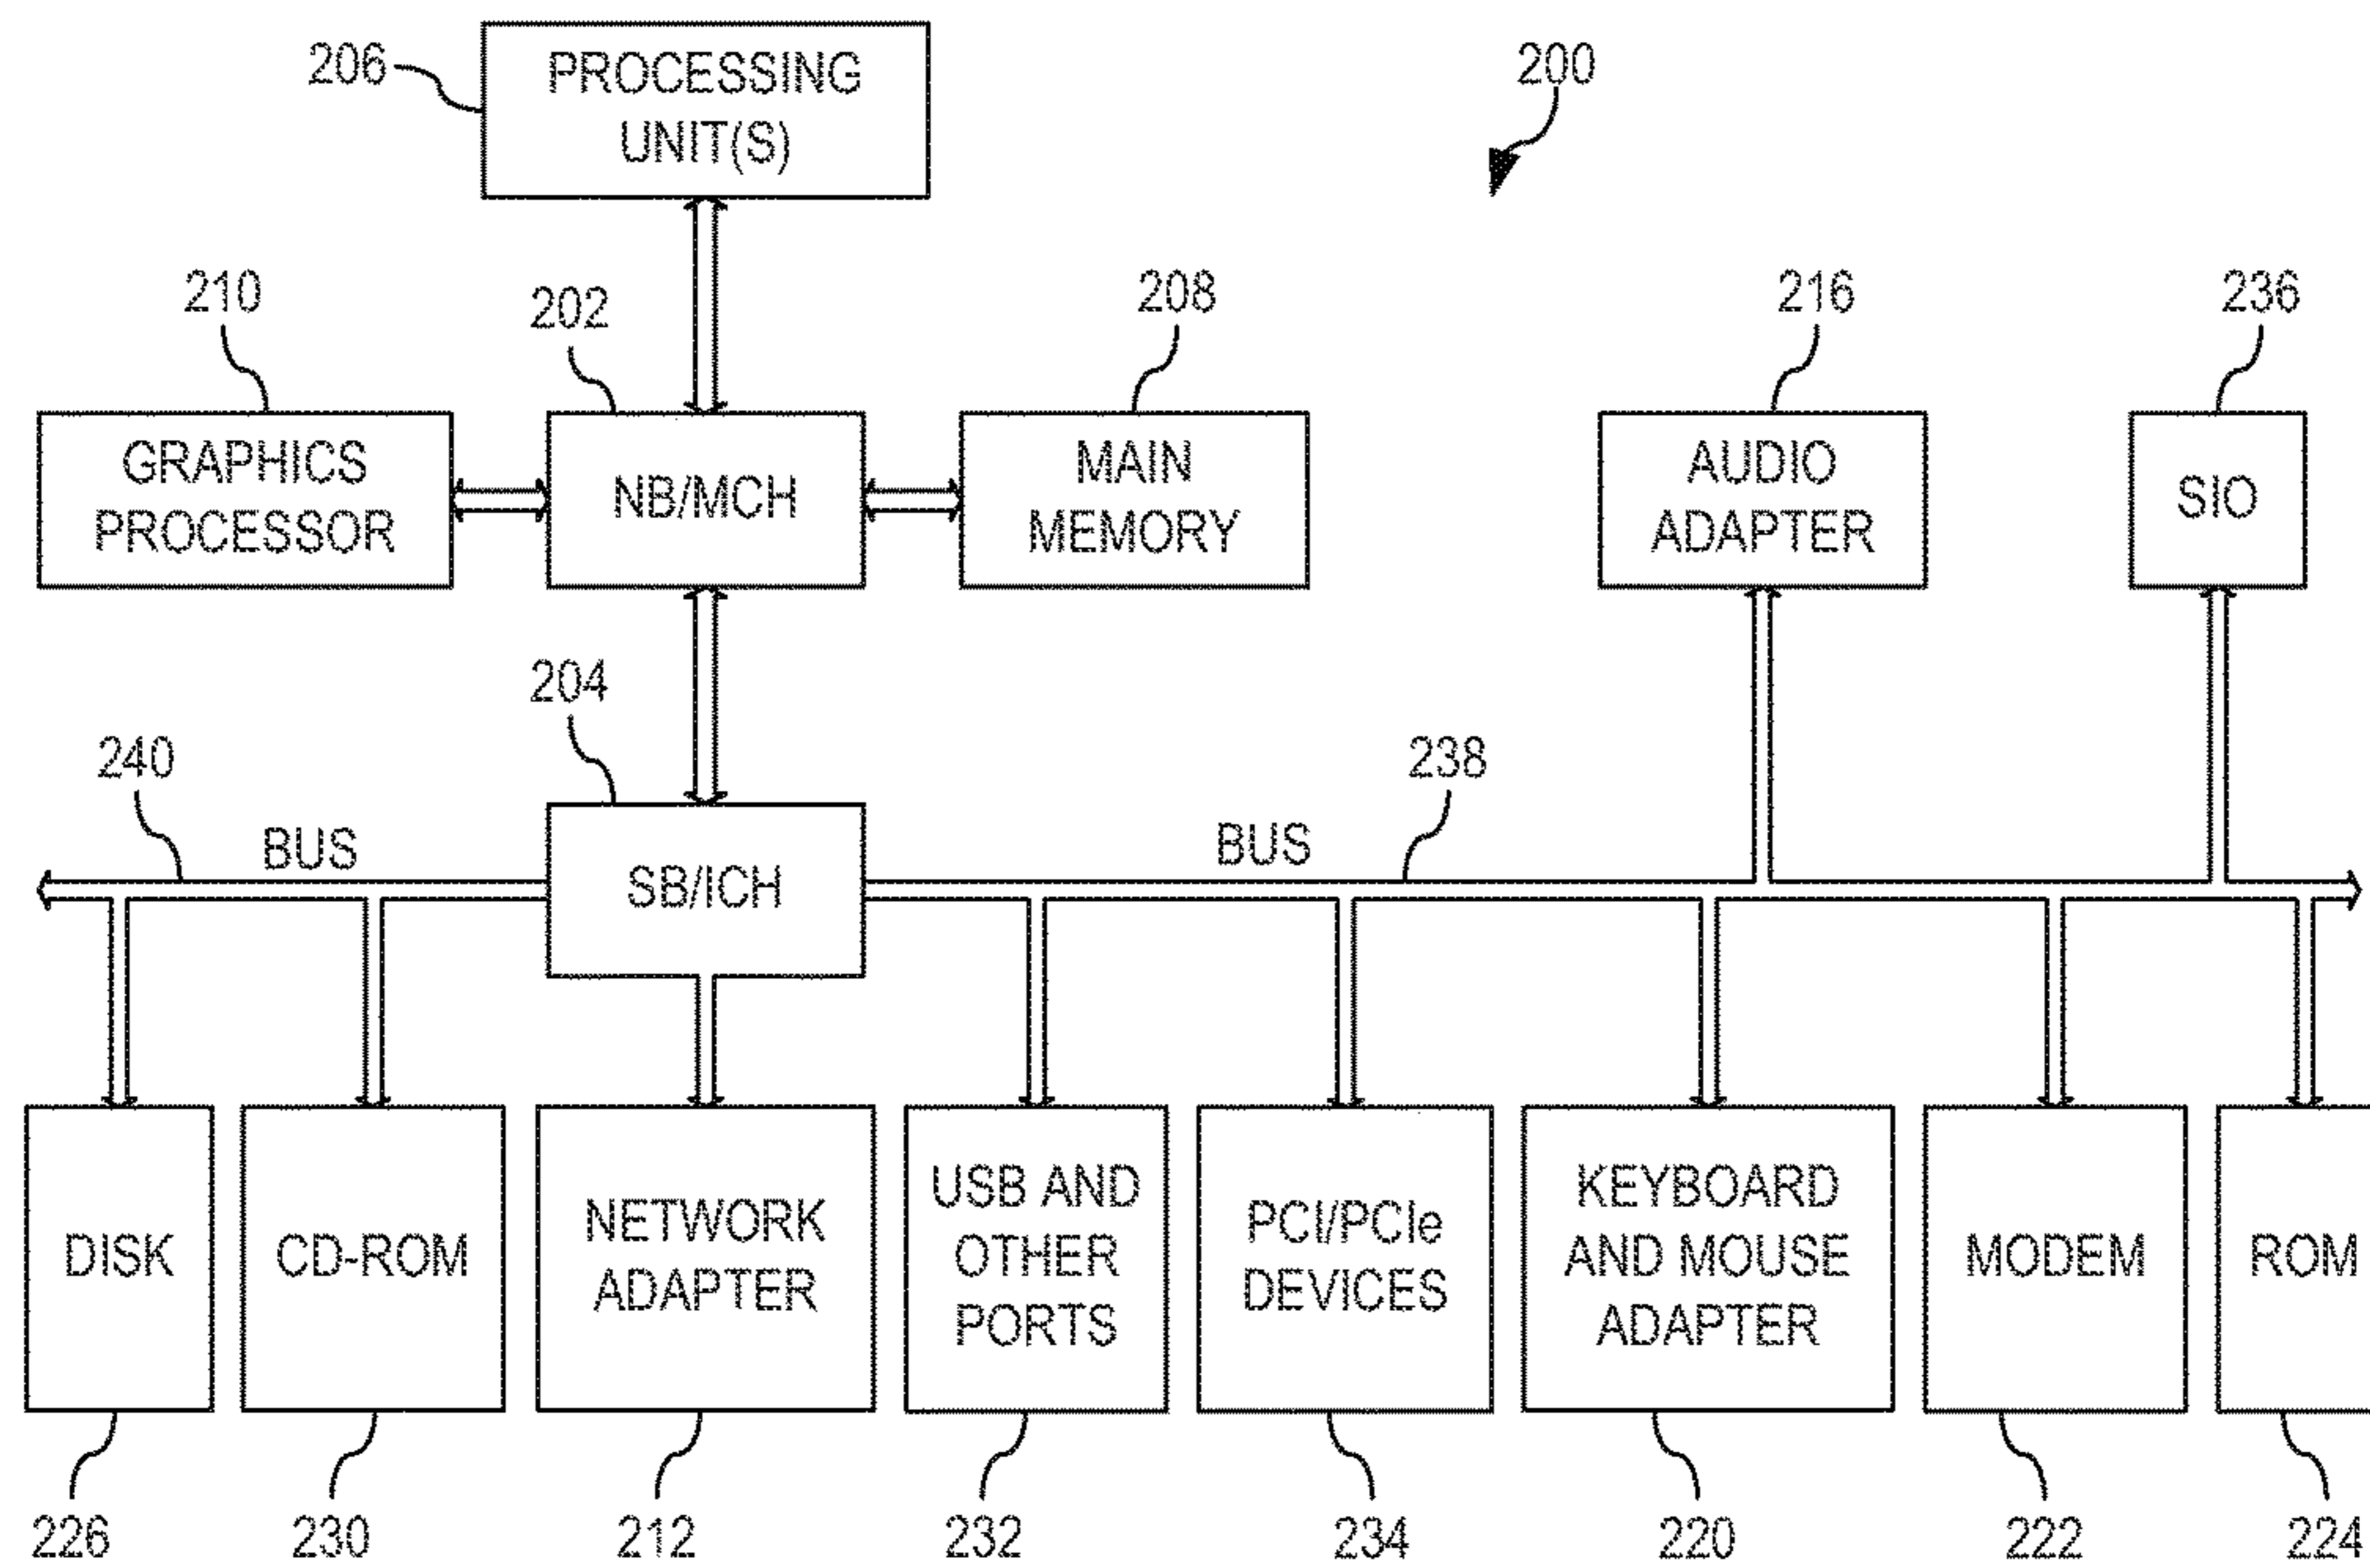 206
PROCESSING
UNIT(S)
200
210
202
208
216
236
GRAPHICS
PROCESSOR
NB/MCH
MAIN
MEMORY
AUDIO
ADAPTER
SIO
204
240
238
BUS
SB/ICH
BUS
DISK
CD-ROM
NETWORK
ADAPTER
USB AND
OTHER
PORTS
PCI/PCIe
DEVICES
KEYBOARD
AND MOUSE
ADAPTER
MODEM
ROM
226
230
212
232
234
220
222
224